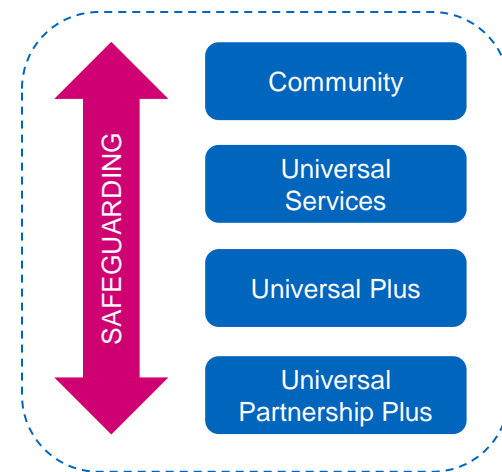 SAFEGUARDING
Community
Universal
Services
Universal Plus
Universal
Partnership Plus